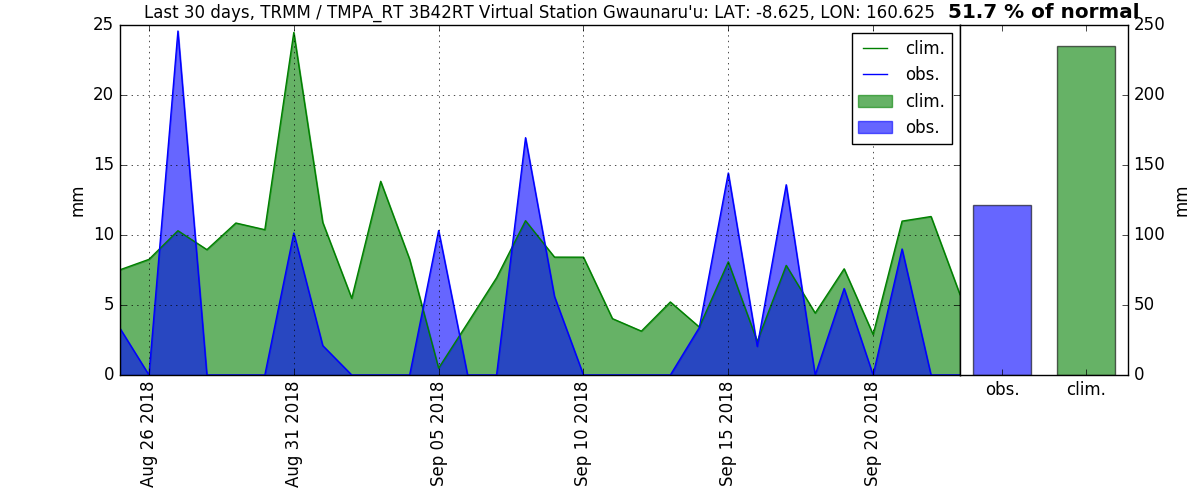 Last 30 days, TRMM / TMPA_RT 3B42RT Virtual Station Gwaunaru'u: LAT: -8.625, LON: 160.625
51.7 % of normal
25
20
15
10
5
0
mm
clim.
obs.
clim.
obs.
Aug 26 2018
Aug 31 2018
Sep 05 2018
Sep 10 2018
Sep 15 2018
Sep 20 2018
250
200
150
100
50
0
mm
obs.
clim.